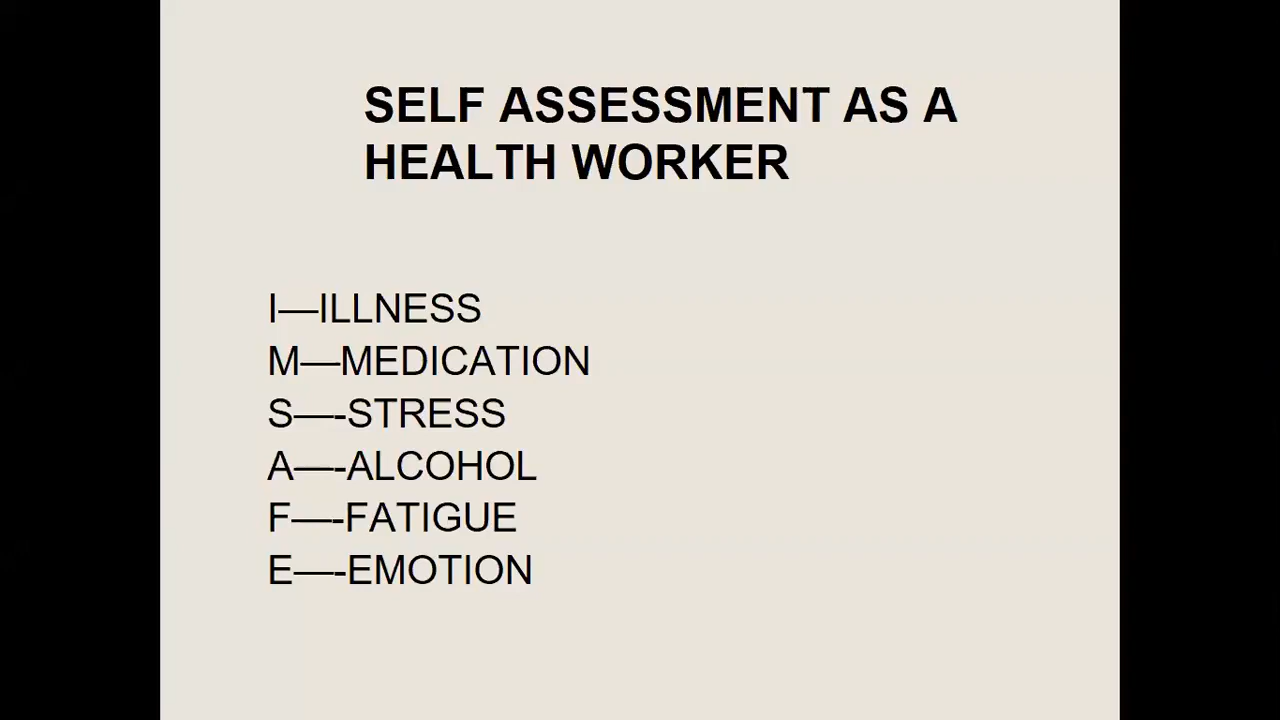 SELF ASSESSMENT AS A
HEALTH WORKER
I—ILLNESS
M—MEDICATION
S—-STRESS
A—-ALCOHOL
F—-FATIGUE
E—-EMOTION